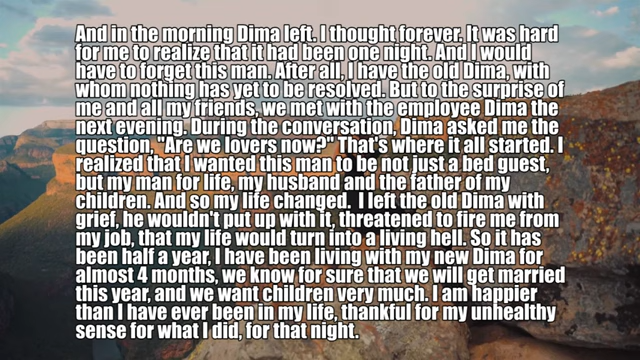 And in the morning Dima left. I thought forever. It was hard
for me to realize that it had been one night. And I would
have to forget this man. After all, I have the old Dima, with
whom nothing has yet to be resolved. But to the surprise of
me and all my friends, we met with the employee Dima the
next evening. During the conversation, Dima asked me the
question, "Are we lovers now?" That's where it all started. I
realized that I wanted this man to be not just a bed guest,
but my man for life, my husband and the father of my
children. And so my life changed. I left the old Dima with
grief, he wouldn't put up with it, threatened to fire me from
my job, that my life would turn into a living hell. So it has
been half a year, I have been living with my new Dima for
almost 4 months, we know for sure that we will get married
this year, and we want children very much. I am happier
than I have ever been in my life, thankful for my unhealthy
sense for what I did, for that night.